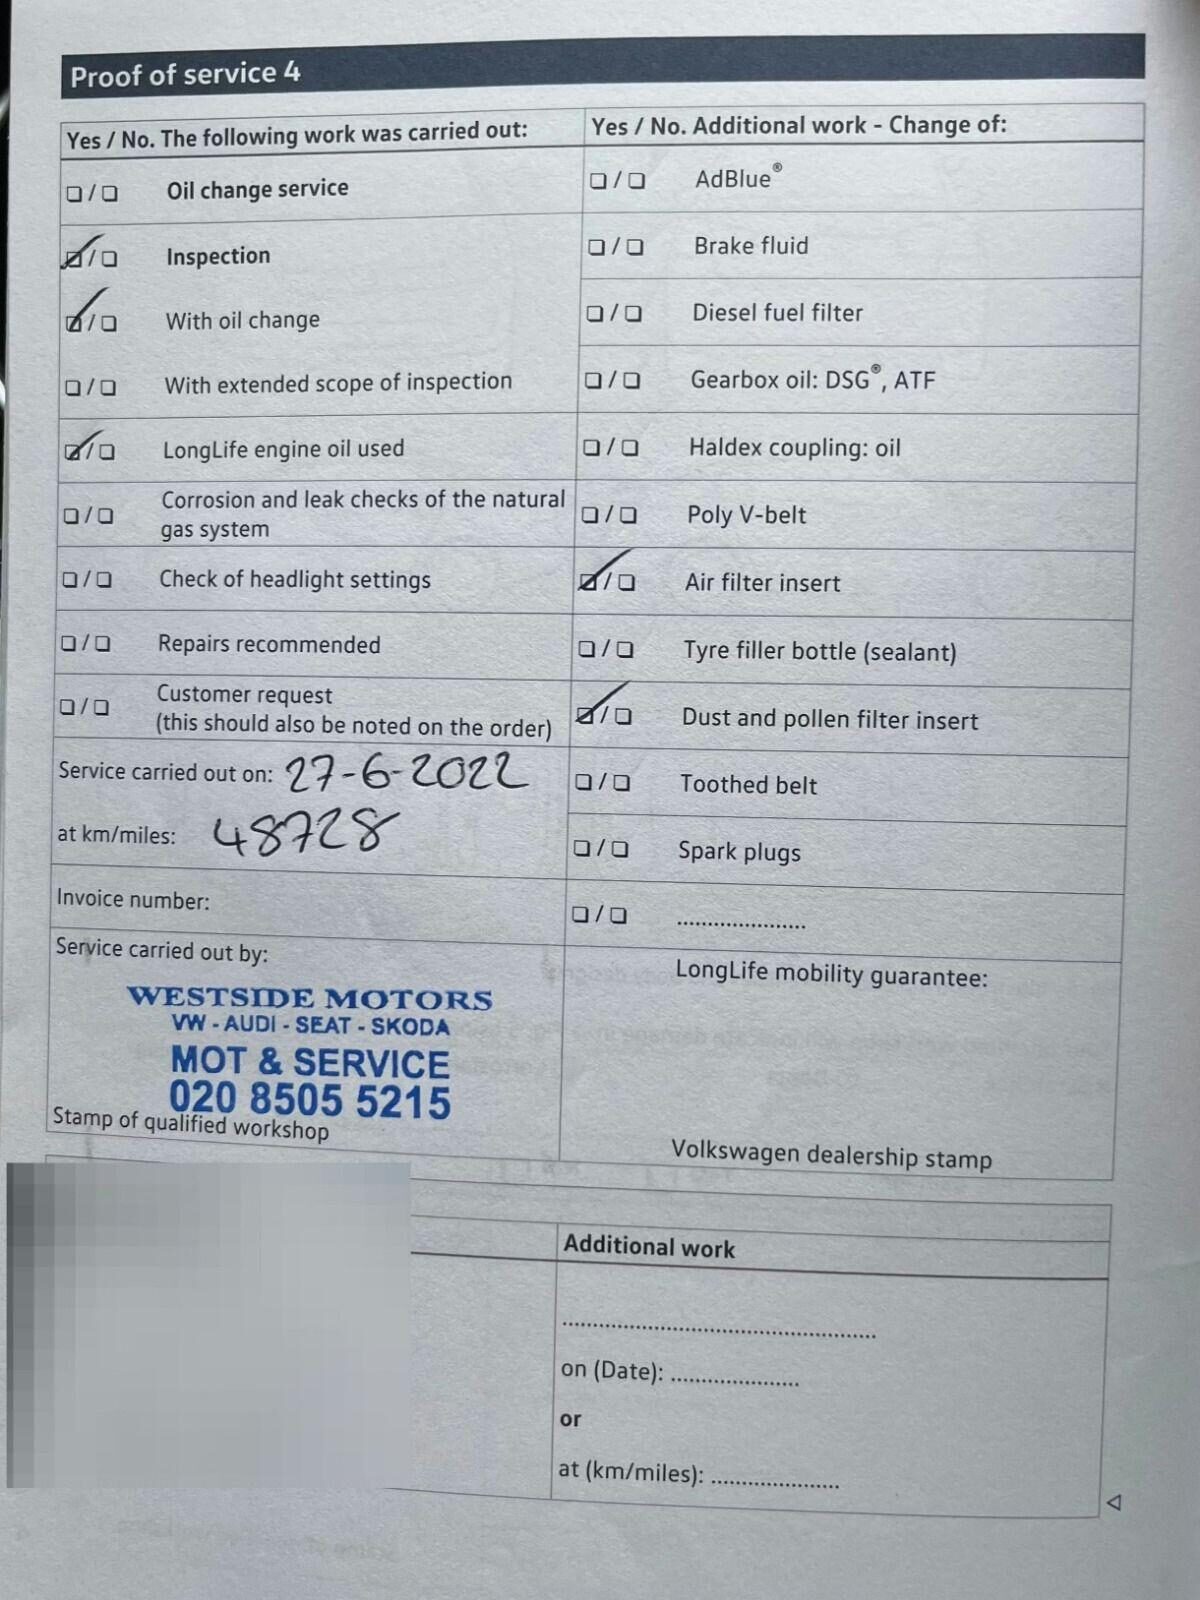 Proof of service 4
Yes / No. The following work was carried out:
Oil change service
Inspection
With oil change
With extended scope of inspection
LongLife engine oil used
Corrosion and leak checks of the natural
gas system
Check of headlight settings
Repairs recommended
Customer request
(this should also be noted on the order)
Service carried out on: 27-6-2022
at km/miles: 48728
Invoice number:
Service carried out by:
WESTSIDE MOTORS
VW - AUDI - SEAT - SKODA
MOT & SERVICE
020 8505 5215
Stamp of qualified workshop
Yes / No. Additional work - Change of:
AdBlue®
Brake fluid
Diesel fuel filter
Gearbox oil: DSG®, ATF
Haldex coupling: oil
Poly V-belt
Air filter insert
Tyre filler bottle (sealant)
Dust and pollen filter insert
Toothed belt
Spark plugs
....................
LongLife mobility guarantee:
Volkswagen dealership stamp
Additional work
..................................................
on (Date): ....................
or
at (km/miles): ....................